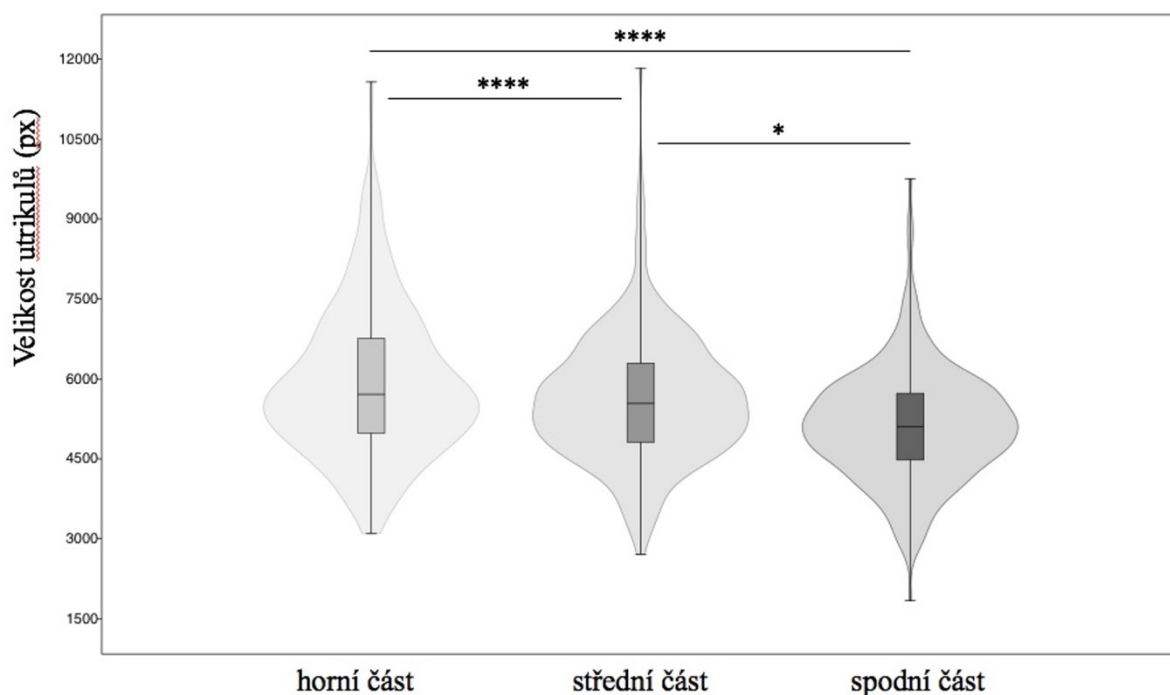 ****
****
*
Velikost utrikulů (px)
12000
10500
9000
7500
6000
4500
3000
1500
horní část
střední část
spodní část